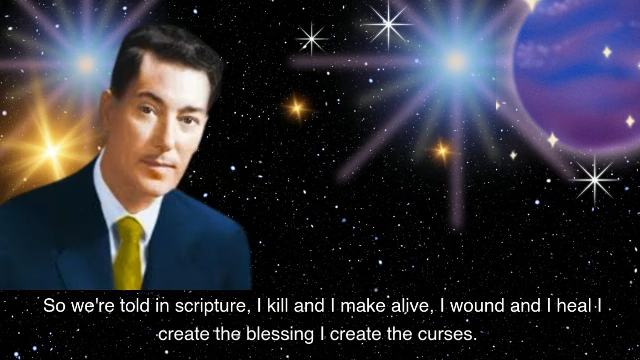 So we're told in scripture, I kill and I make alive, I wound and I heal I
create the blessing I create the curses.